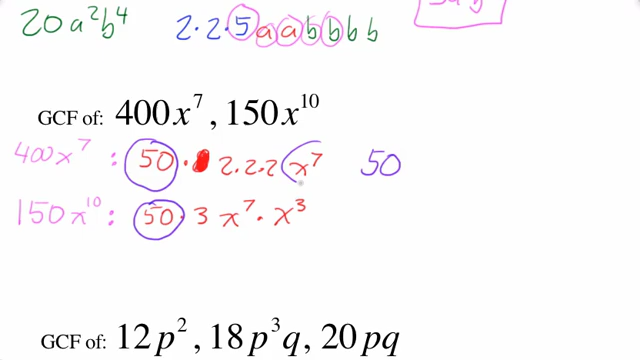 20a²b⁴ 2·2·5aabbbb
GCF of: 400x⁷, 150x¹⁰
400x⁷: 50· 2·2·2 x⁷ 50
150x¹⁰: 50·3 x⁷·x³
GCF of: 12p², 18p³q, 20pq